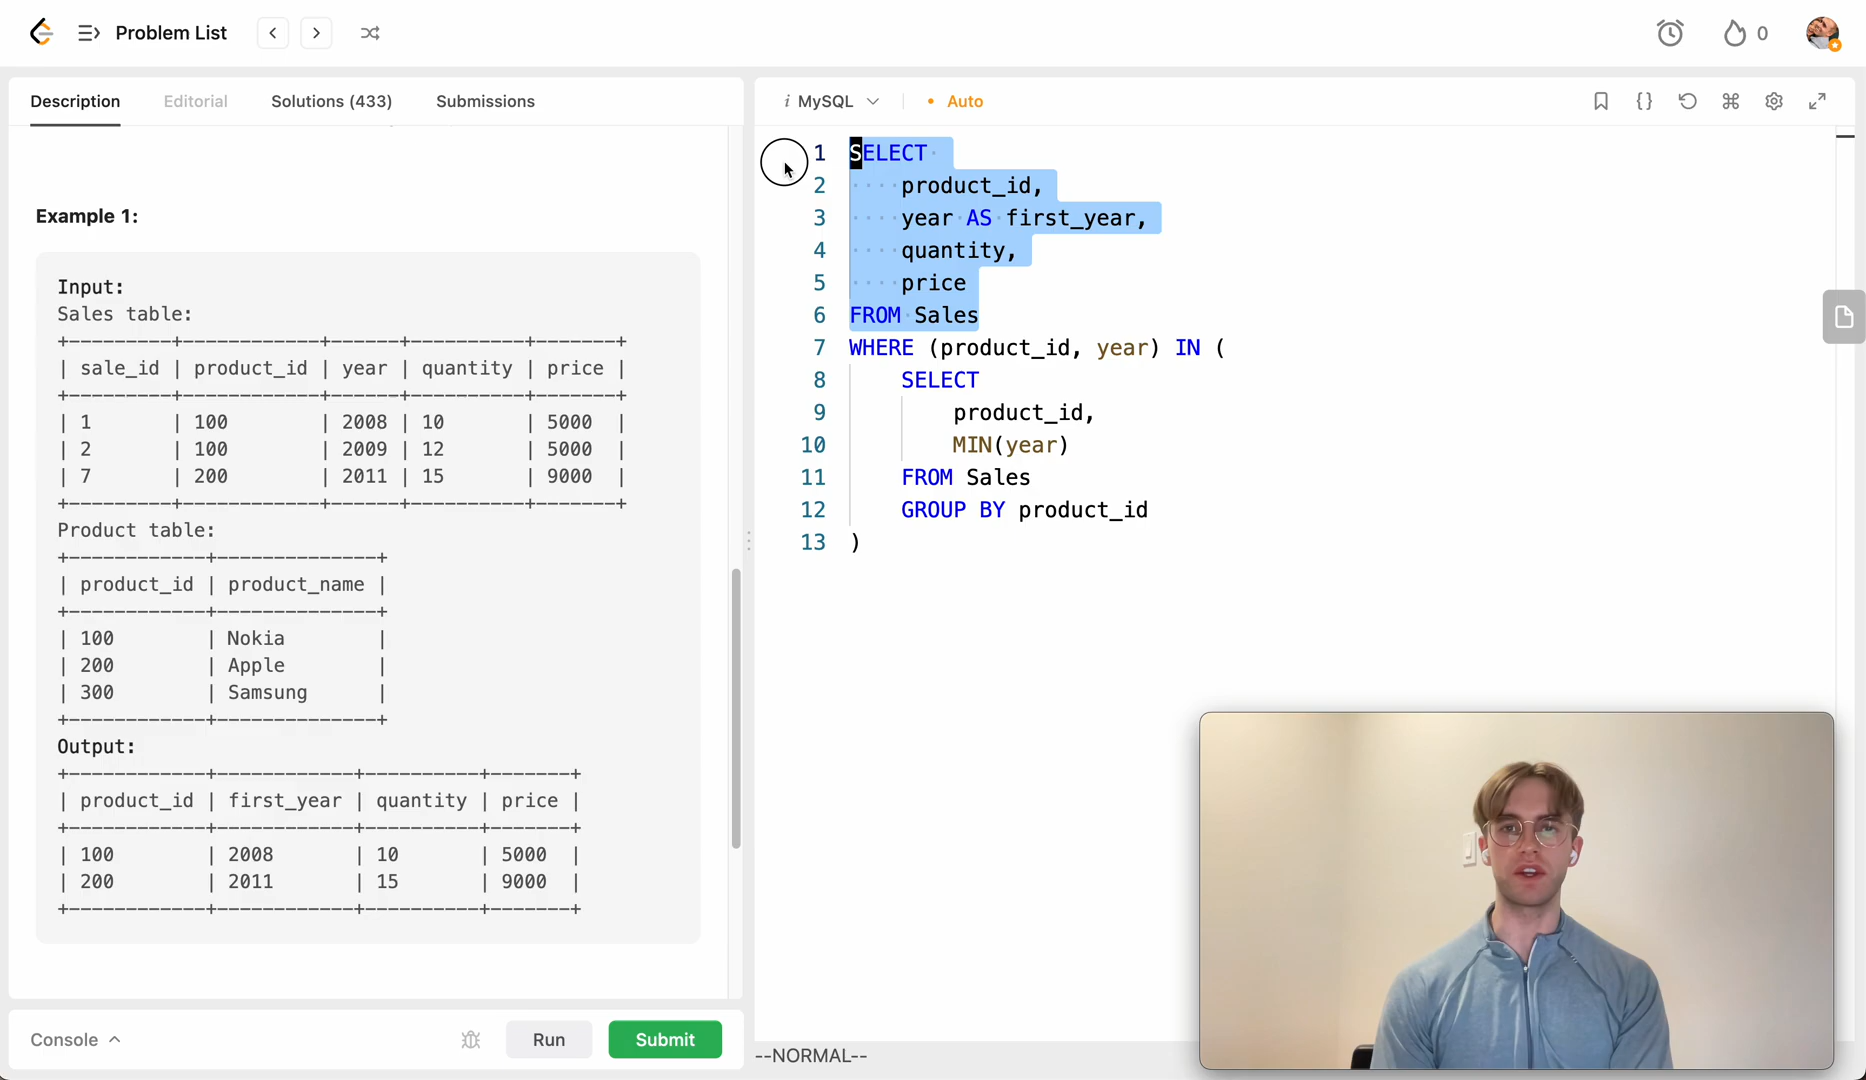 Problem List
0
Description Editorial Solutions (433) Submissions
Example 1:
Input:
Sales table:
+---------+------------+------+----------+-------+
| sale_id | product_id | year | quantity | price |
+---------+------------+------+----------+-------+
| 1       | 100        | 2008 | 10       | 5000  |
| 2       | 100        | 2009 | 12       | 5000  |
| 7       | 200        | 2011 | 15       | 9000  |
+---------+------------+------+----------+-------+
Product table:
+------------+--------------+
| product_id | product_name |
+------------+--------------+
| 100        | Nokia        |
| 200        | Apple        |
| 300        | Samsung      |
+------------+--------------+
Output:
+------------+------------+----------+-------+
| product_id | first_year | quantity | price |
+------------+------------+----------+-------+
| 100        | 2008       | 10       | 5000  |
| 200        | 2011       | 15       | 9000  |
+------------+------------+----------+-------+
Console Run Submit
i MySQL • Auto
1 SELECT
2     product_id,
3     year AS first_year,
4     quantity,
5     price
6 FROM Sales
7 WHERE (product_id, year) IN (
8     SELECT
9         product_id,
10         MIN(year)
11     FROM Sales
12     GROUP BY product_id
13 )
--NORMAL--